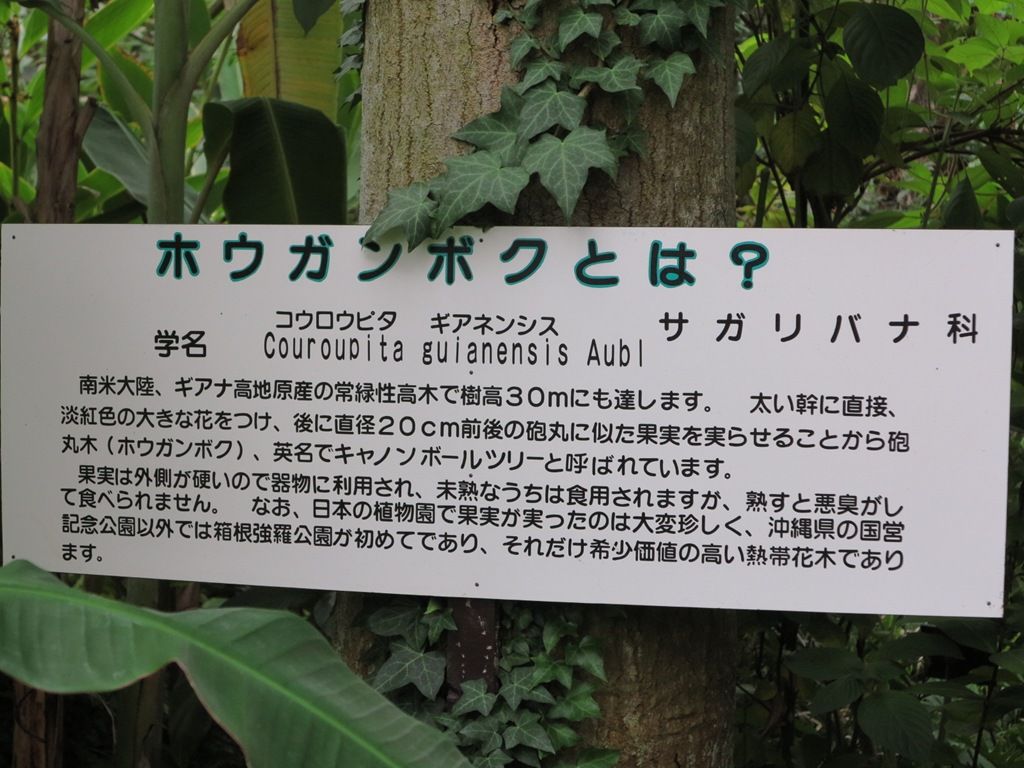 ホウガンボクとは？
コウロウピタ　ギアネンシス
学名　Couroupita guianensis Aubl　サガリバナ科
南米大陸、ギアナ高地原産の常緑性高木で樹高３０ｍにも達します。　太い幹に直接、
淡紅色の大きな花をつけ、後に直径２０ｃｍ前後の砲丸に似た果実を実らせることから砲
丸木（ホウガンボク）、英名でキャノンボールツリーと呼ばれています。
果実は外側が硬いので器物に利用され、未熟なうちは食用されますが、熟すと悪臭がし
て食べられません。　なお、日本の植物園で果実が実ったのは大変珍しく、沖縄県の国営
記念公園以外では箱根強羅公園が初めてであり、それだけ希少価値の高い熱帯花木であり
ます。